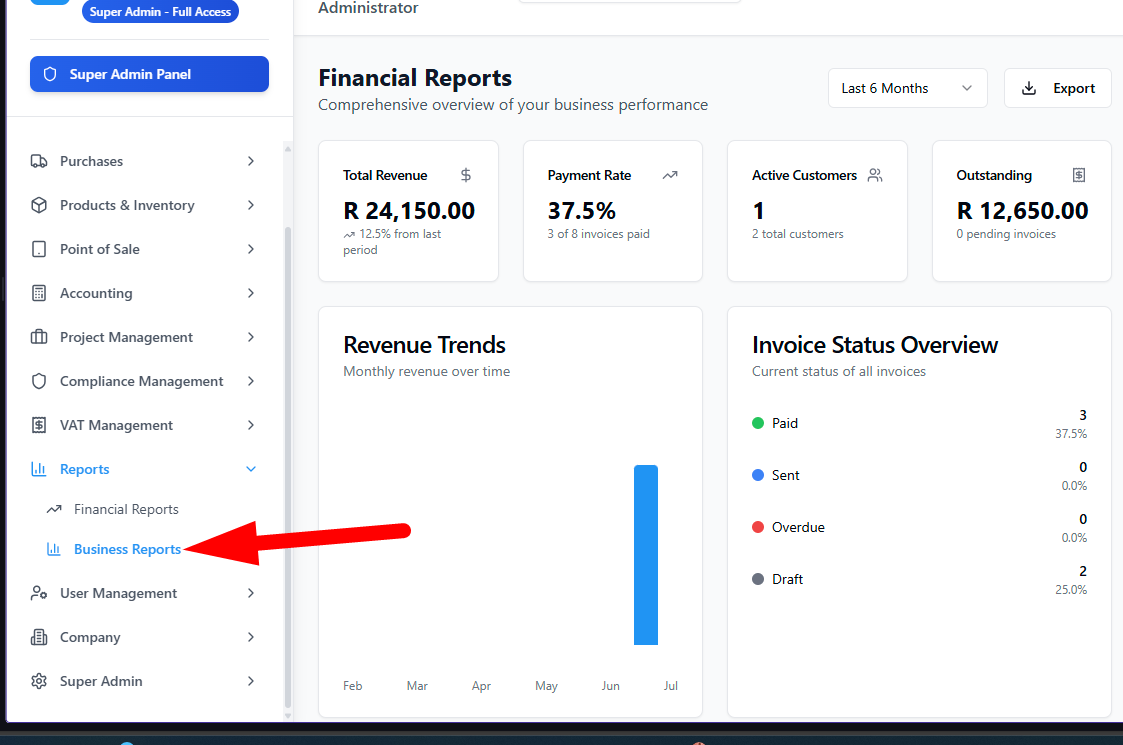 Super Admin - Full Access
Super Admin Panel
Purchases
Products & Inventory
Point of Sale
Accounting
Project Management
Compliance Management
VAT Management
Reports
Financial Reports
Business Reports
User Management
Company
Super Admin
Administrator
Financial Reports
Comprehensive overview of your business performance
Last 6 Months
Export
Total Revenue
$
R 24,150.00
12.5% from last
period
Payment Rate
37.5%
3 of 8 invoices paid
Active Customers
1
2 total customers
Outstanding
$
R 12,650.00
0 pending invoices
Revenue Trends
Monthly revenue over time
Feb Mar Apr May Jun Jul
Invoice Status Overview
Current status of all invoices
Paid 3
37.5%
Sent 0
0.0%
Overdue 0
0.0%
Draft 2
25.0%